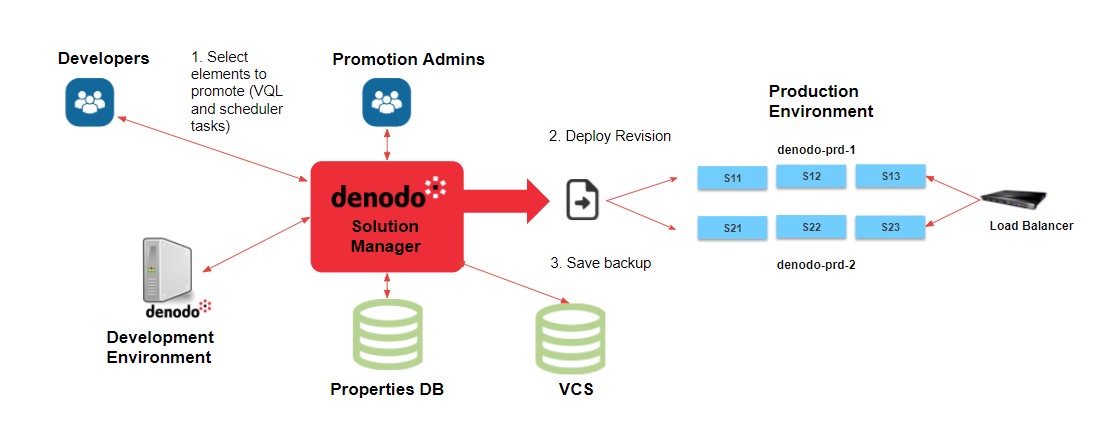 Developers
1. Select
elements to
promote (VQL
and scheduler
tasks)
Promotion Admins
Production
Environment
2. Deploy Revision
denodo-prd-1
S11
S12
S13
denodo
Solution
Manager
S21
S22
S23
Load Balancer
3. Save backup
denodo-prd-2
denodo
Development
Environment
Properties DB
VCS